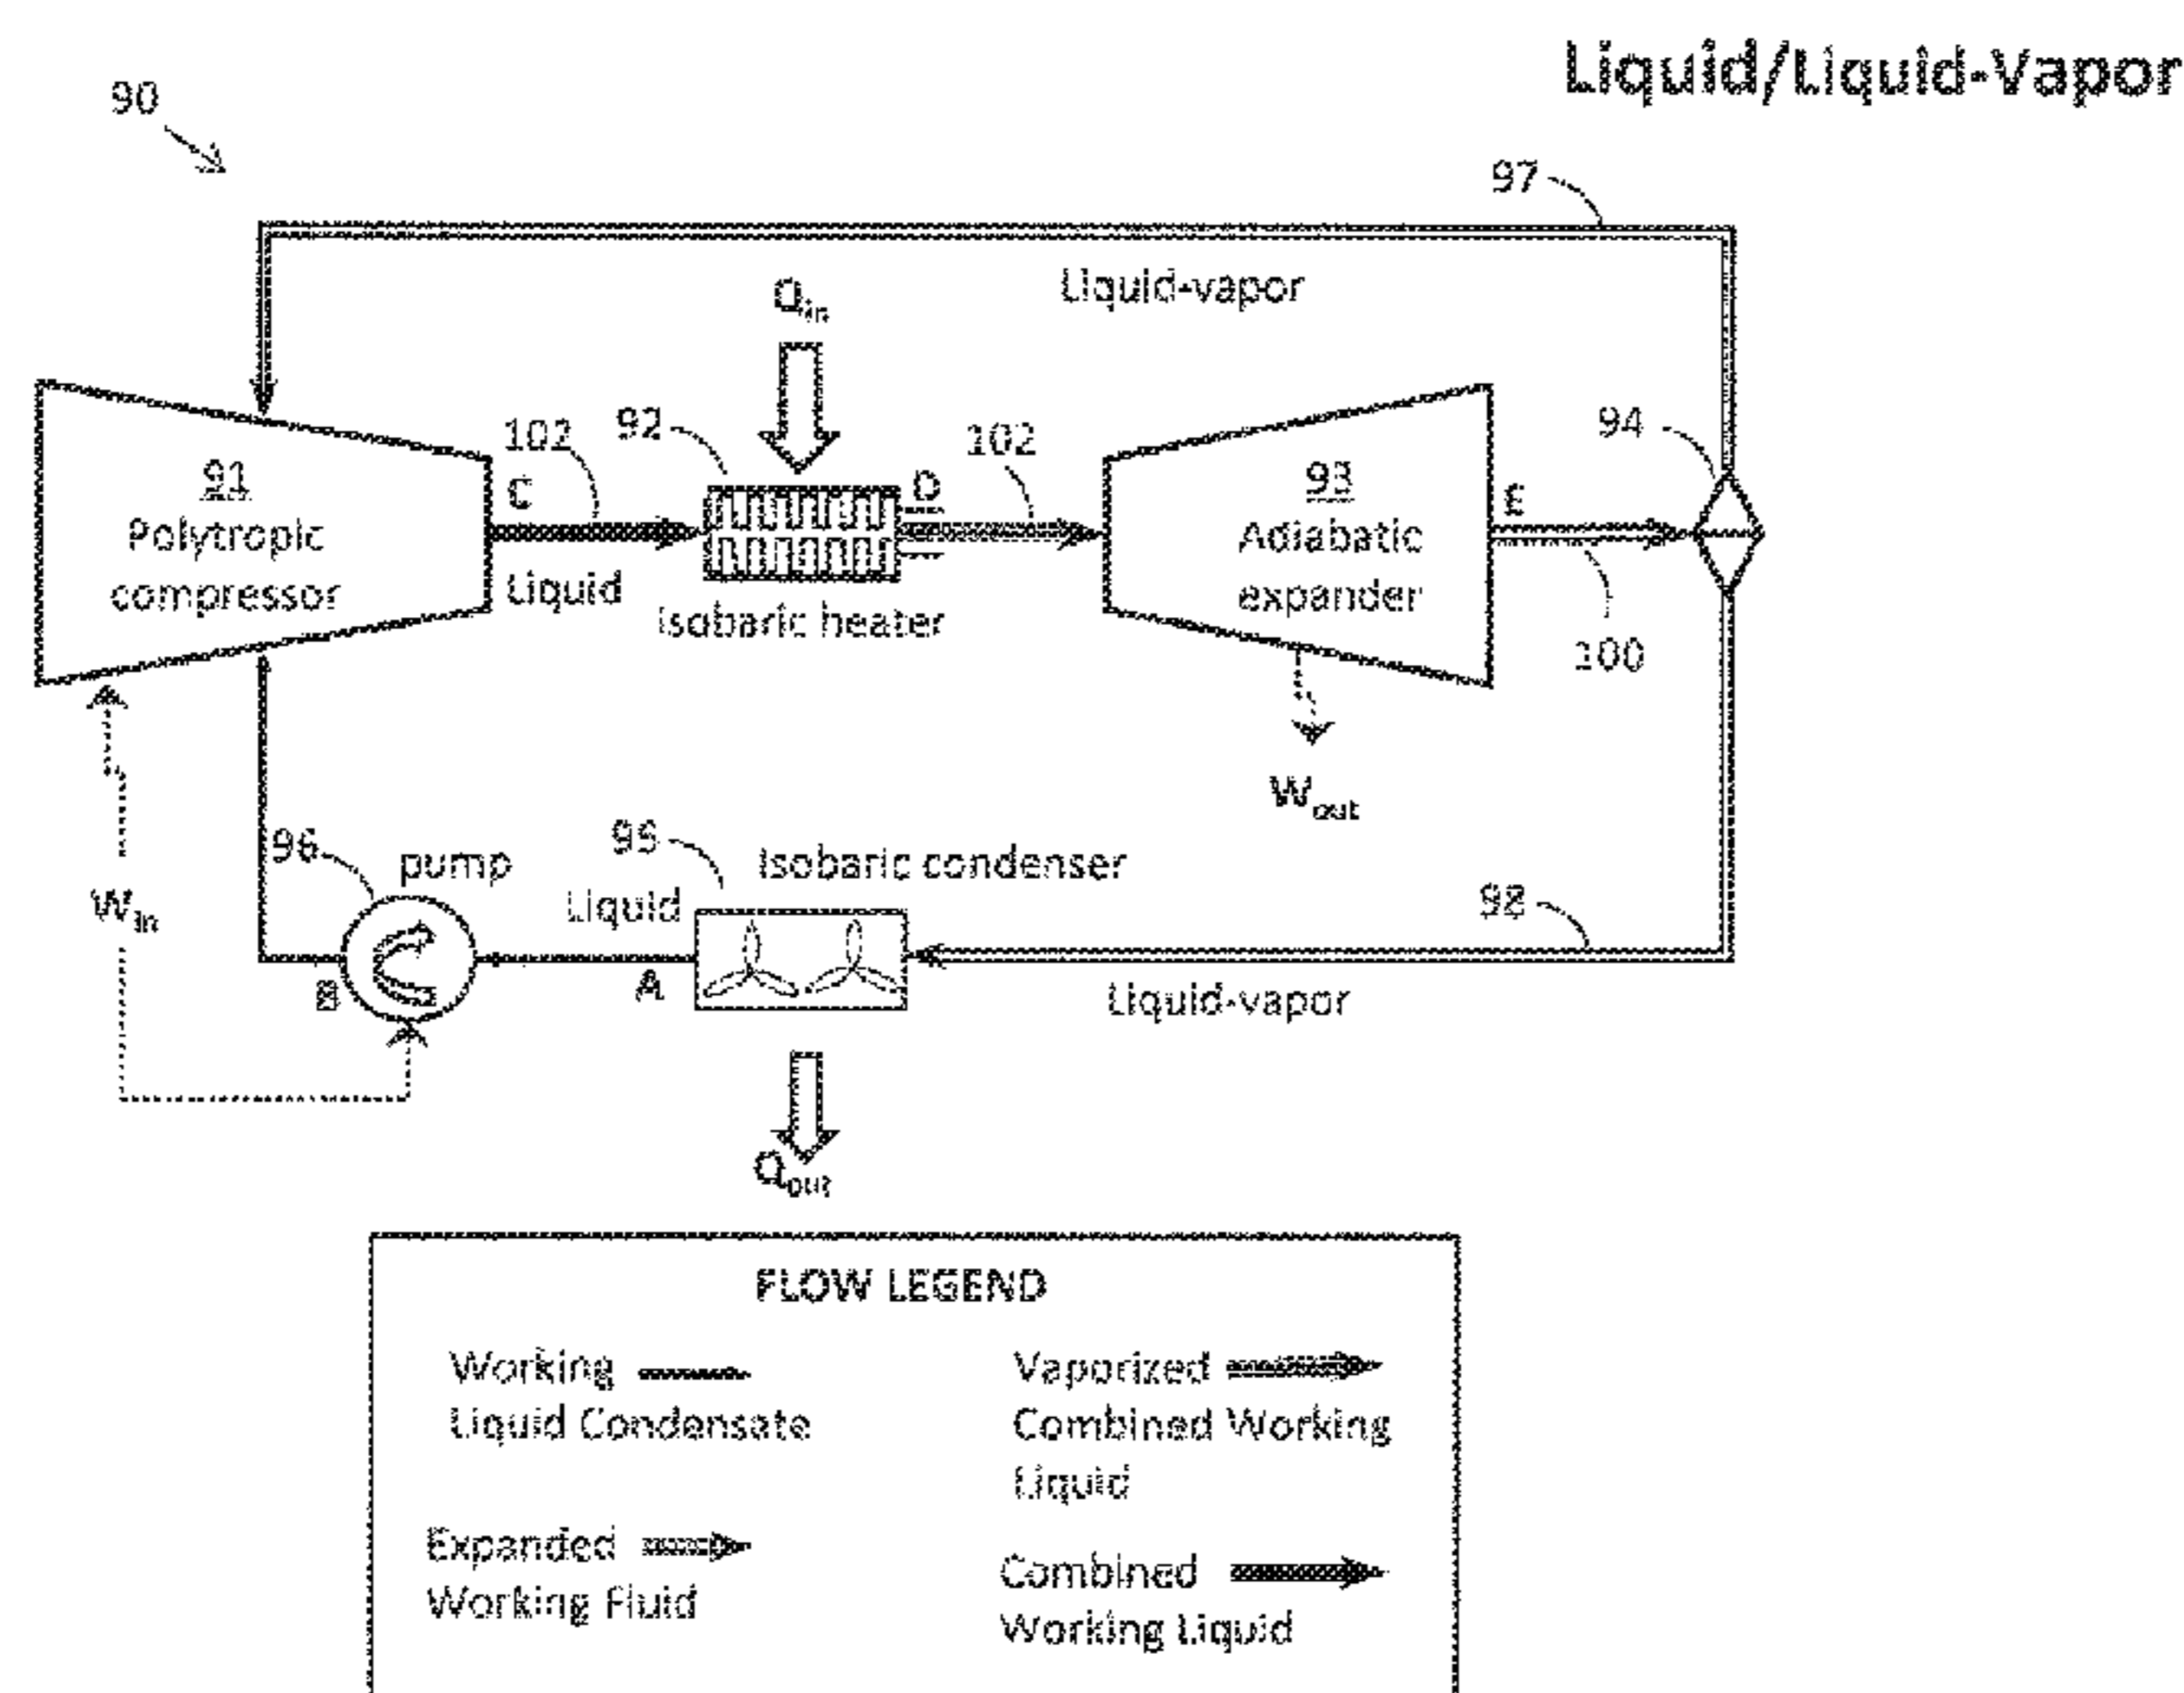 Liquid/Liquid-Vapor
90
97
Liquid-vapor
Qin
94
102
92
102
91
Polytropic
compressor
C
D
93
Adiabatic
expander
E
Liquid
Isobaric heater
100
Wout
96
pump
95
Isobaric condenser
Liquid
98
Win
B
A
Liquid-vapor
Qout
FLOW LEGEND
Working
Liquid Condensate
Vaporized
Combined Working
Liquid
Expanded
Working Fluid
Combined
Working Liquid